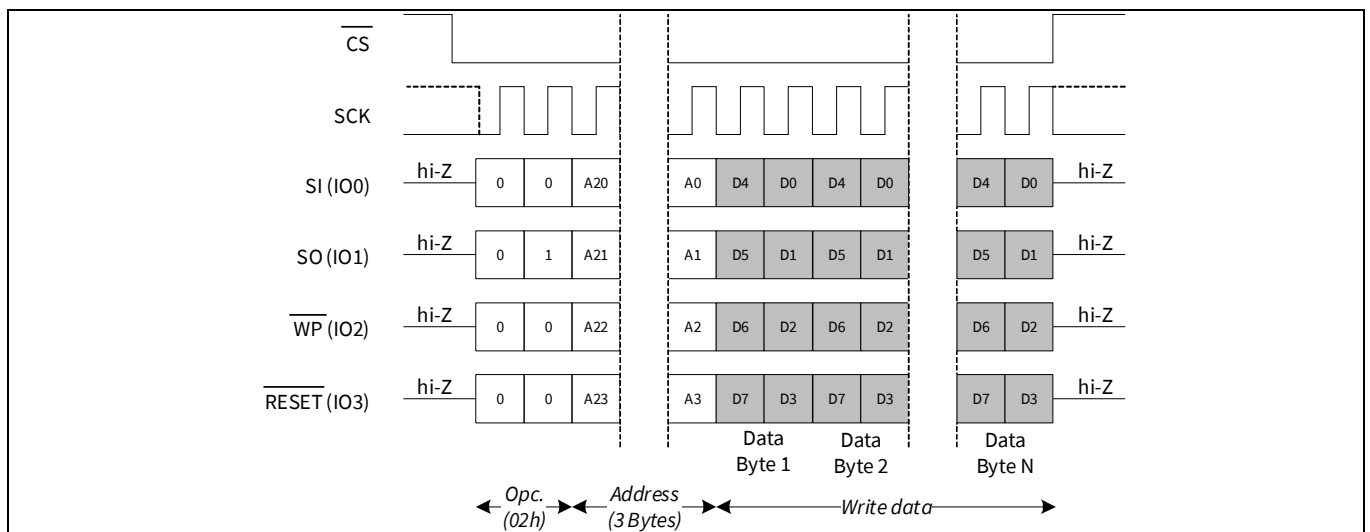 CS
SCK
SI (IO0) hi-Z 0 0 A20 A0 D4 D0 D4 D0 D4 D0 hi-Z
SO (IO1) hi-Z 0 1 A21 A1 D5 D1 D5 D1 D5 D1 hi-Z
WP (IO2) hi-Z 0 0 A22 A2 D6 D2 D6 D2 D6 D2 hi-Z
RESET (IO3) hi-Z 0 0 A23 A3 D7 D3 D7 D3 D7 D3 hi-Z
Data Data Data
Byte 1 Byte 2 Byte N
Opc. Address Write data
(02h) (3 Bytes)